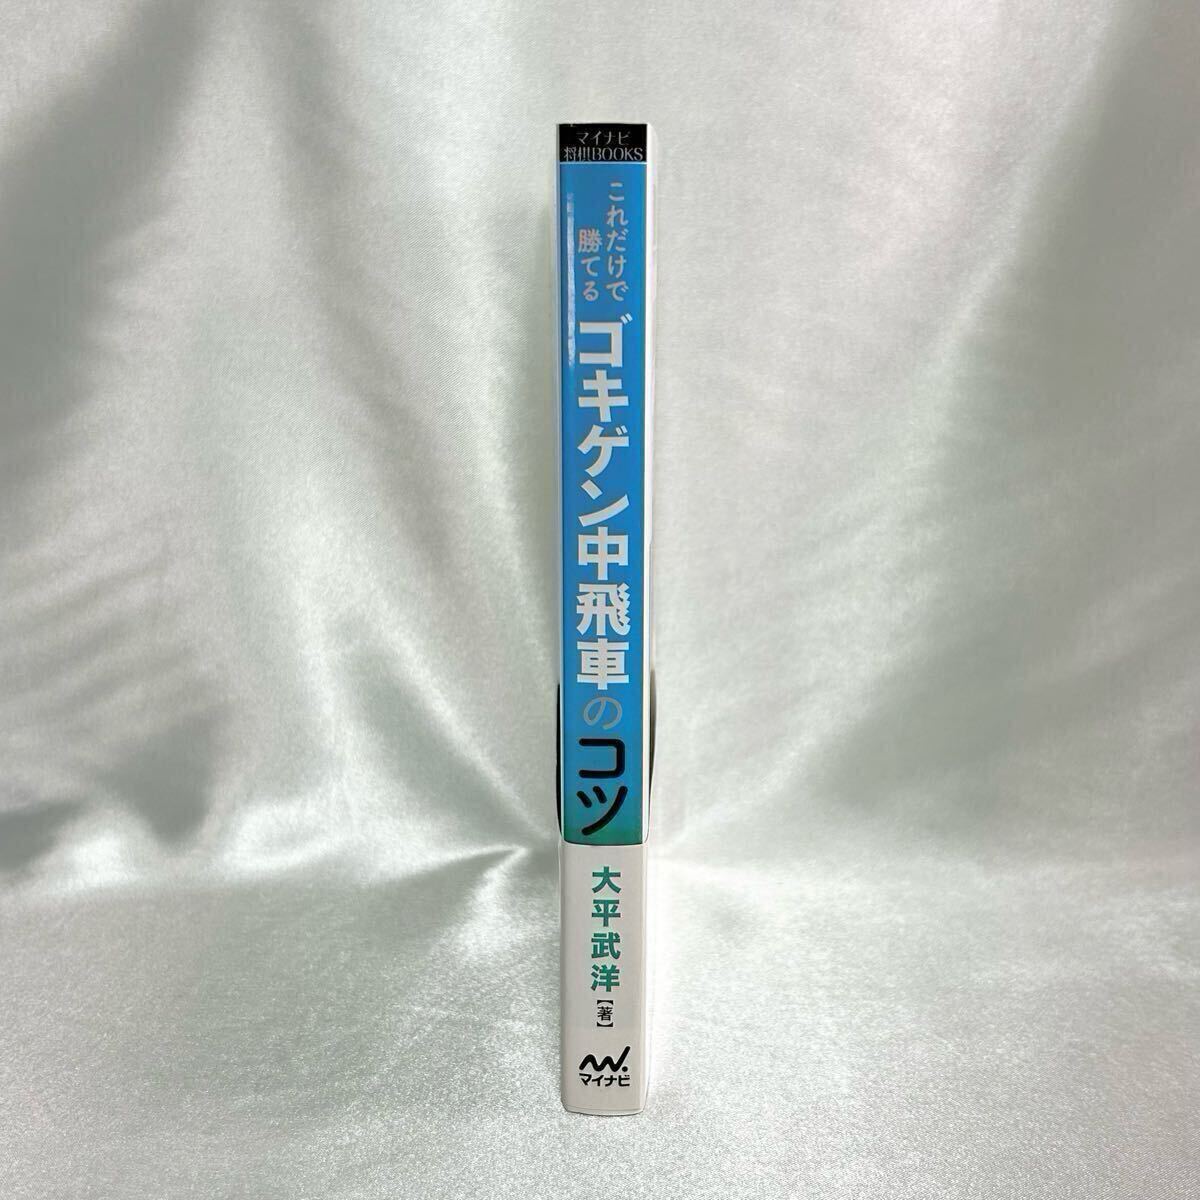 マイナビ
将棋BOOKS
これだけで
勝てる
ゴキゲン中飛車のコツ
大平武洋
【著】
マイナビ